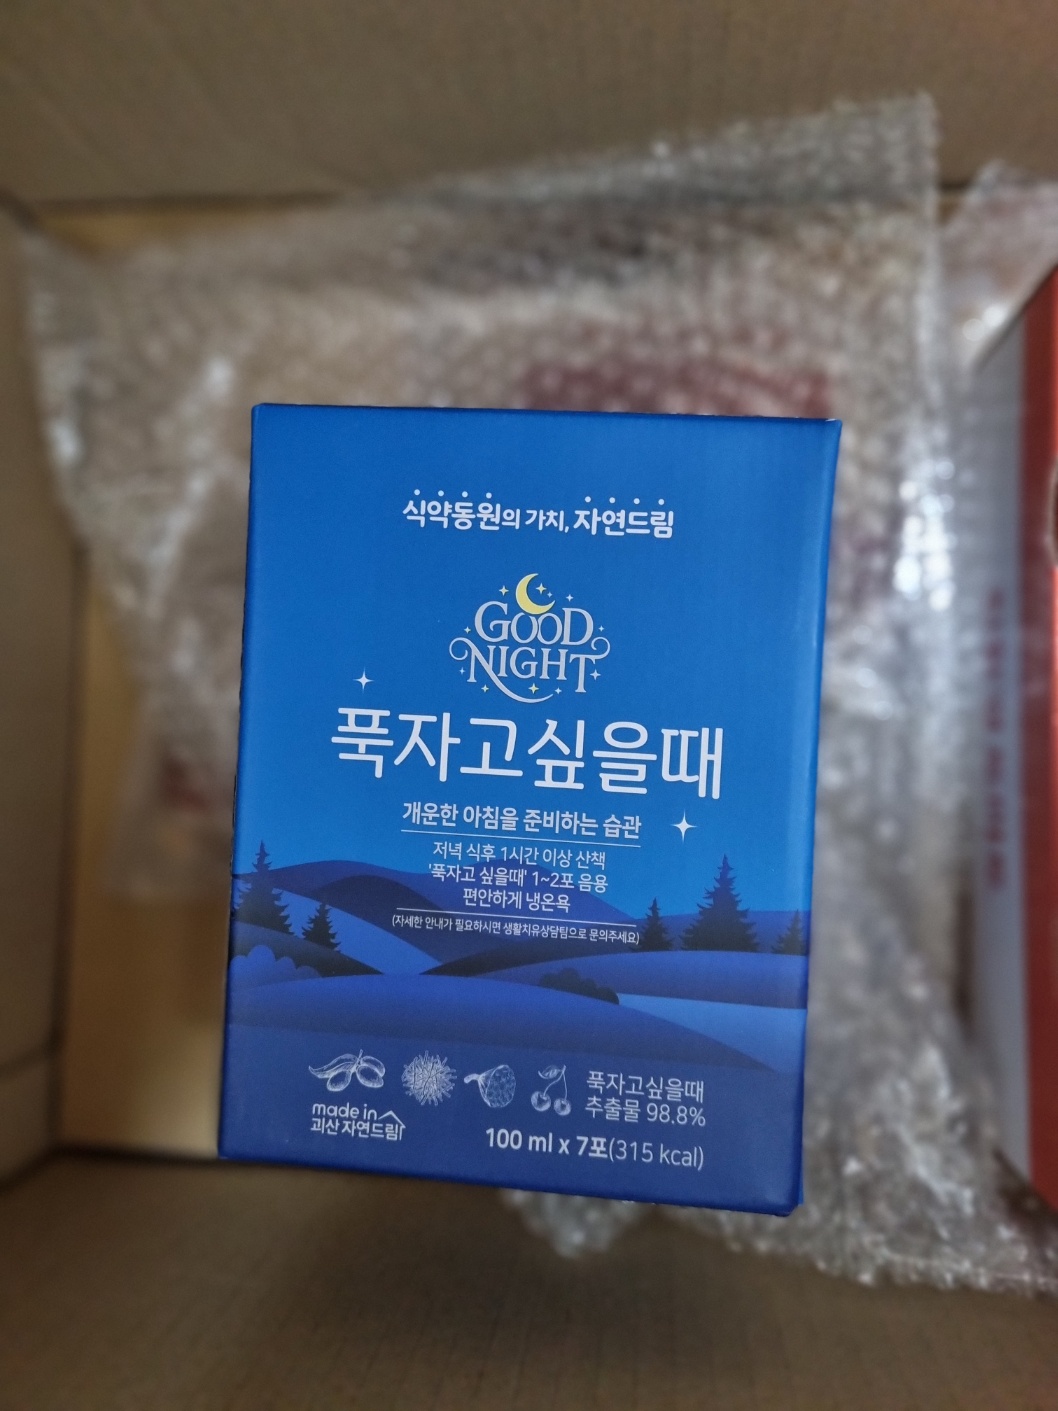 식약동원의 가치, 자연드림
GOOD
NIGHT
푹자고싶을때
개운한 아침을 준비하는 습관
저녁 식후 1시간 이상 산책
'푹자고 싶을때' 1~2포 음용
편안하게 냉온욕
(자세한 안내가 필요하시면 생활치유상담팀으로 문의주세요)
made in
괴산 자연드림
푹자고싶을때
추출물 98.8%
100 ml x 7포(315 kcal)